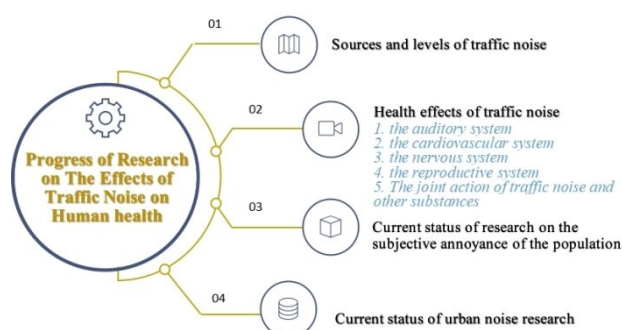 01
Sources and levels of traffic noise
02
Health effects of traffic noise
1. the auditory system
2. the cardiovascular system
3. the nervous system
4. the reproductive system
5. The joint action of traffic noise and
other substances
Progress of Research
on The Effects of
Traffic Noise on
Human health
03
Current status of research on the
subjective annoyance of the population
04
Current status of urban noise research